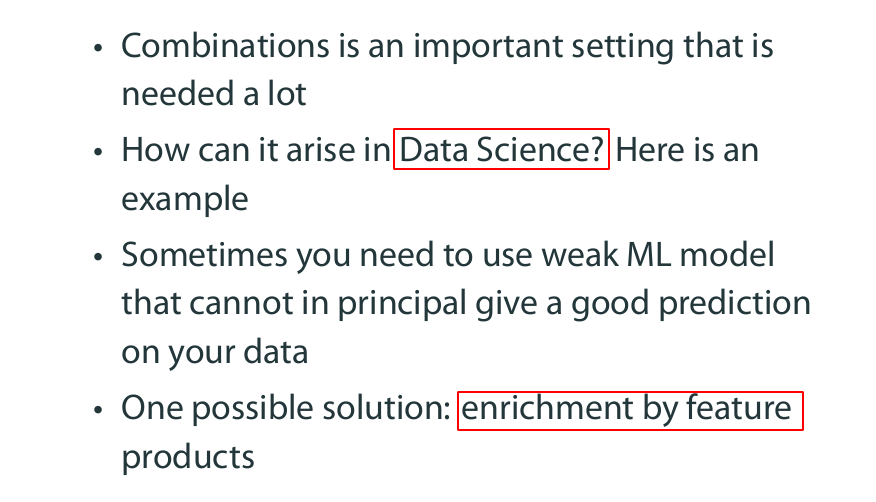 • Combinations is an important setting that is
needed a lot
• How can it arise in Data Science? Here is an
example
• Sometimes you need to use weak ML model
that cannot in principal give a good prediction
on your data
• One possible solution: enrichment by feature
products